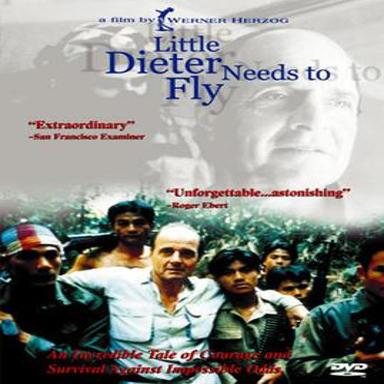 a film by WERNER HERZOG
Little
Dieter Needs to
Fly
"Extraordinary"
-San Francisco Examiner
"Unforgettable...astonishing"
-Roger Ebert
An Incredible Tale of Courage and
Survival Against Impossible Odds.
DVD